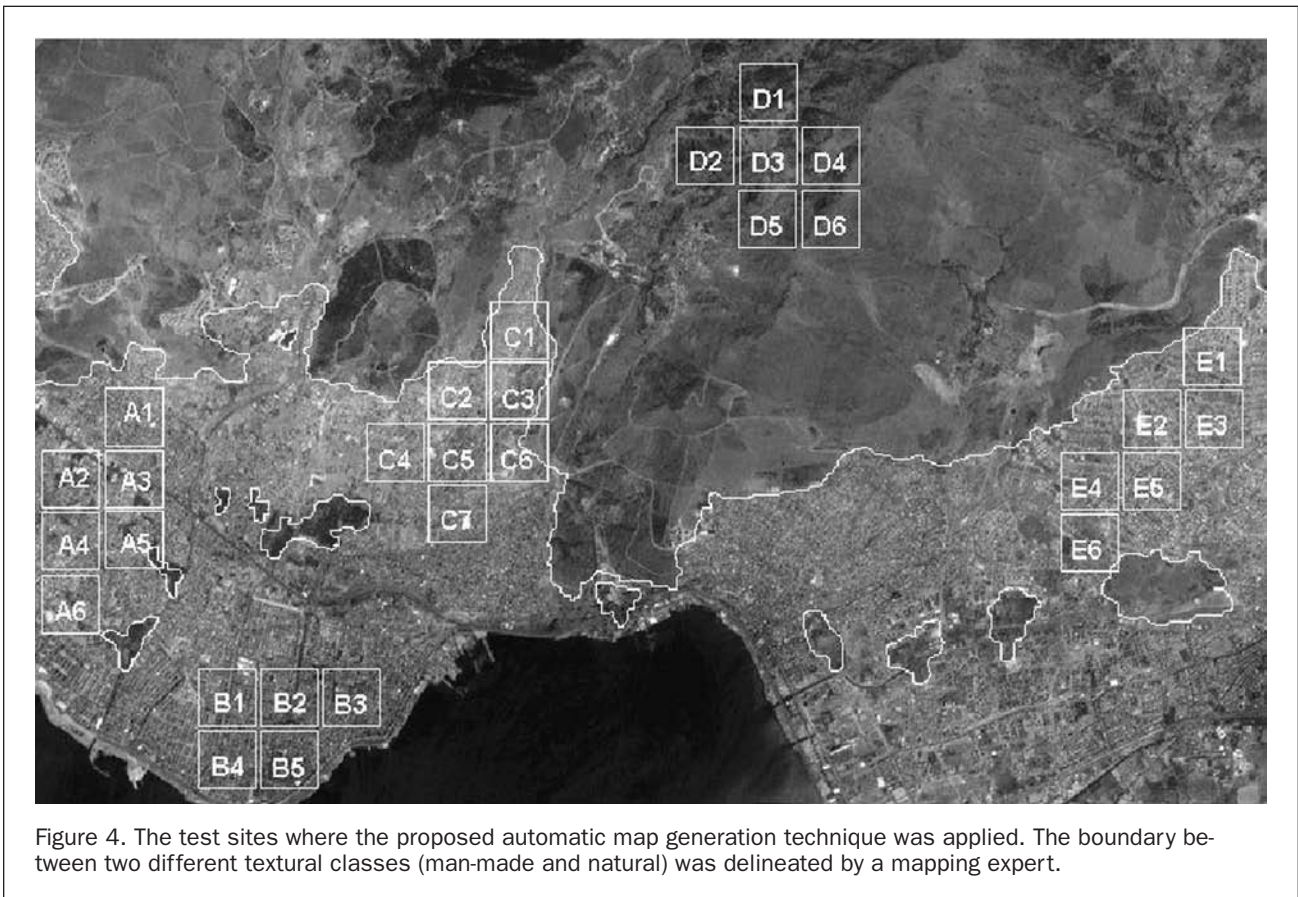 D1
D2 D3 D4
D5 D6
C1
E1
C2 C3
A1
E2 E3
C4 C5 C6
A2 A3
E4 E5
C7
A4 A5
E6
A6
B1 B2 B3
B4 B5
Figure 4. The test sites where the proposed automatic map generation technique was applied. The boundary be-
tween two different textural classes (man-made and natural) was delineated by a mapping expert.